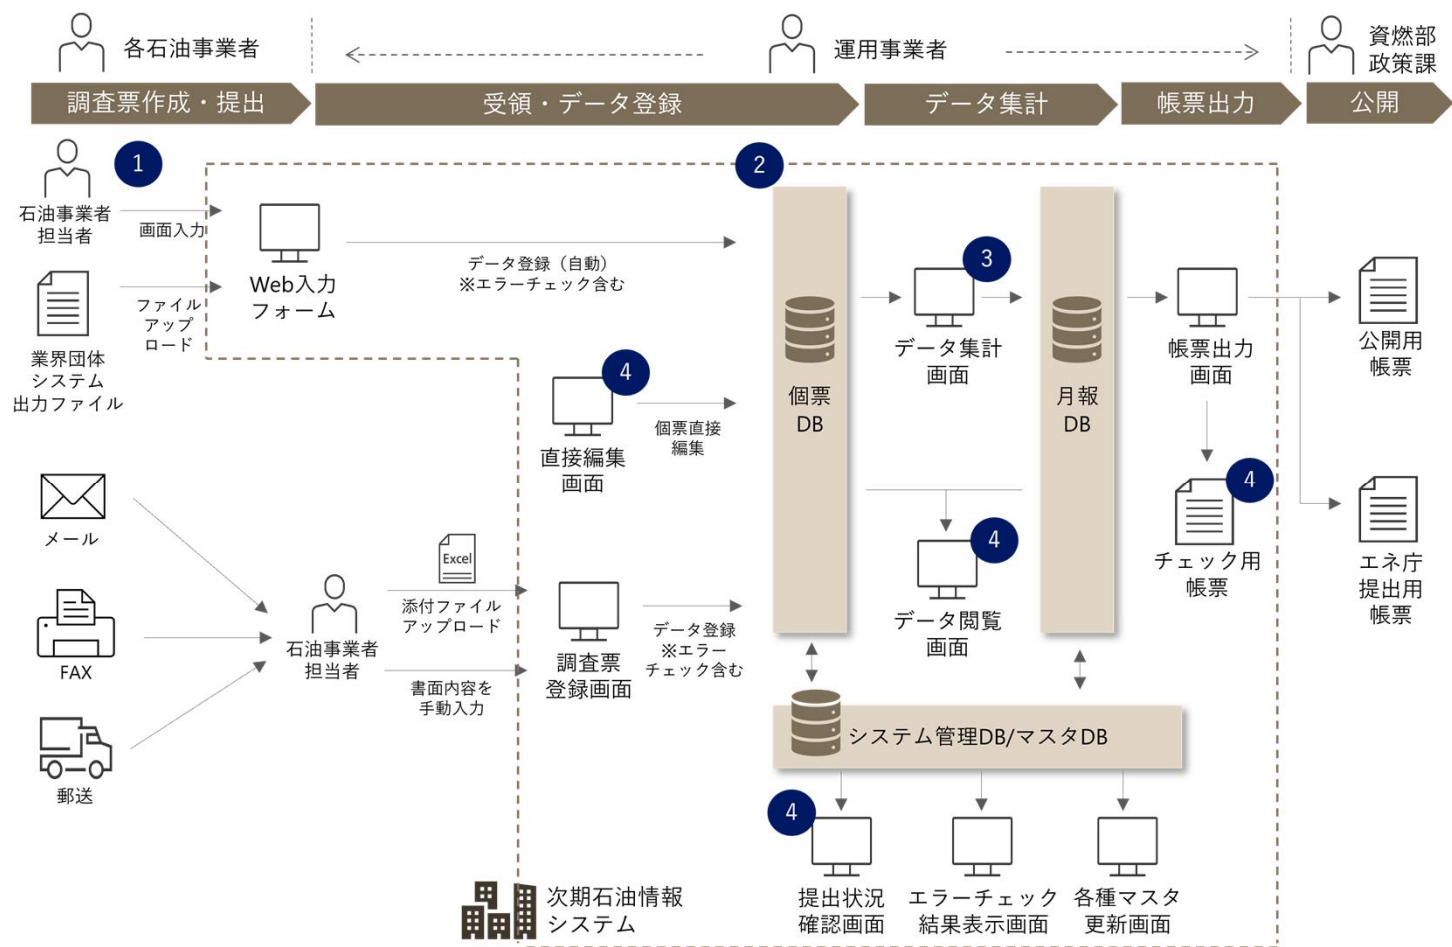 各石油事業者
運用事業者
資燃部
政策課
調査票作成・提出
受領・データ登録
データ集計
帳票出力
公開
1
2
石油事業者
担当者
画面入力
Web入力
フォーム
データ登録（自動）
※エラーチェック含む
ファイル
アップ
ロード
業界団体
システム
出力ファイル
3
データ集計
画面
帳票出力
画面
公開用
帳票
4
直接編集
画面
個票直接
編集
個票
DB
月報
DB
メール
4
データ閲覧
画面
4
チェック用
帳票
エネ庁
提出用
帳票
FAX
郵送
石油事業者
担当者
Excel
添付ファイル
アップロード
書面内容を
手動入力
調査票
登録画面
データ登録
※エラー
チェック含む
システム管理DB/マスタDB
4
提出状況
確認画面
エラーチェック
結果表示画面
各種マスタ
更新画面
次期石油情報
システム